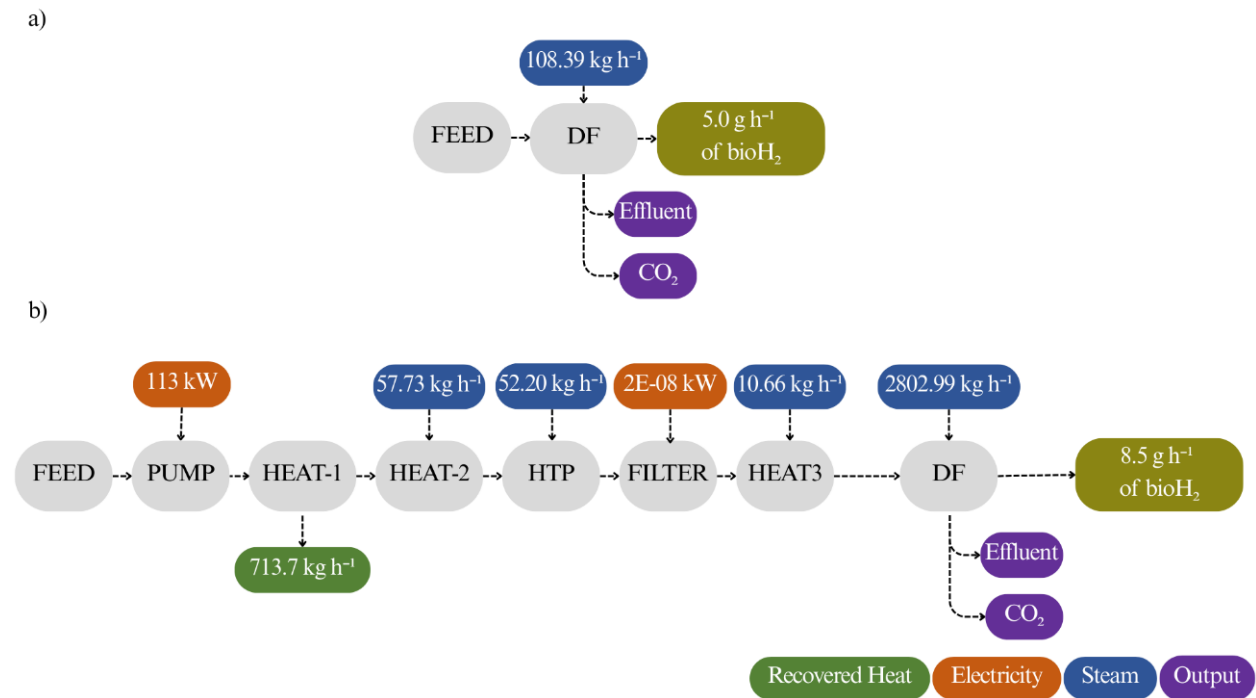 a)
108.39 kg h⁻¹
FEED
DF
5.0 g h⁻¹
of bioH₂
Effluent
CO₂
b)
113 kW
57.73 kg h⁻¹
52.20 kg h⁻¹
2E-08 kW
10.66 kg h⁻¹
2802.99 kg h⁻¹
FEED
PUMP
HEAT-1
HEAT-2
HTP
FILTER
HEAT3
DF
8.5 g h⁻¹
of bioH₂
713.7 kg h⁻¹
Effluent
CO₂
Recovered Heat
Electricity
Steam
Output